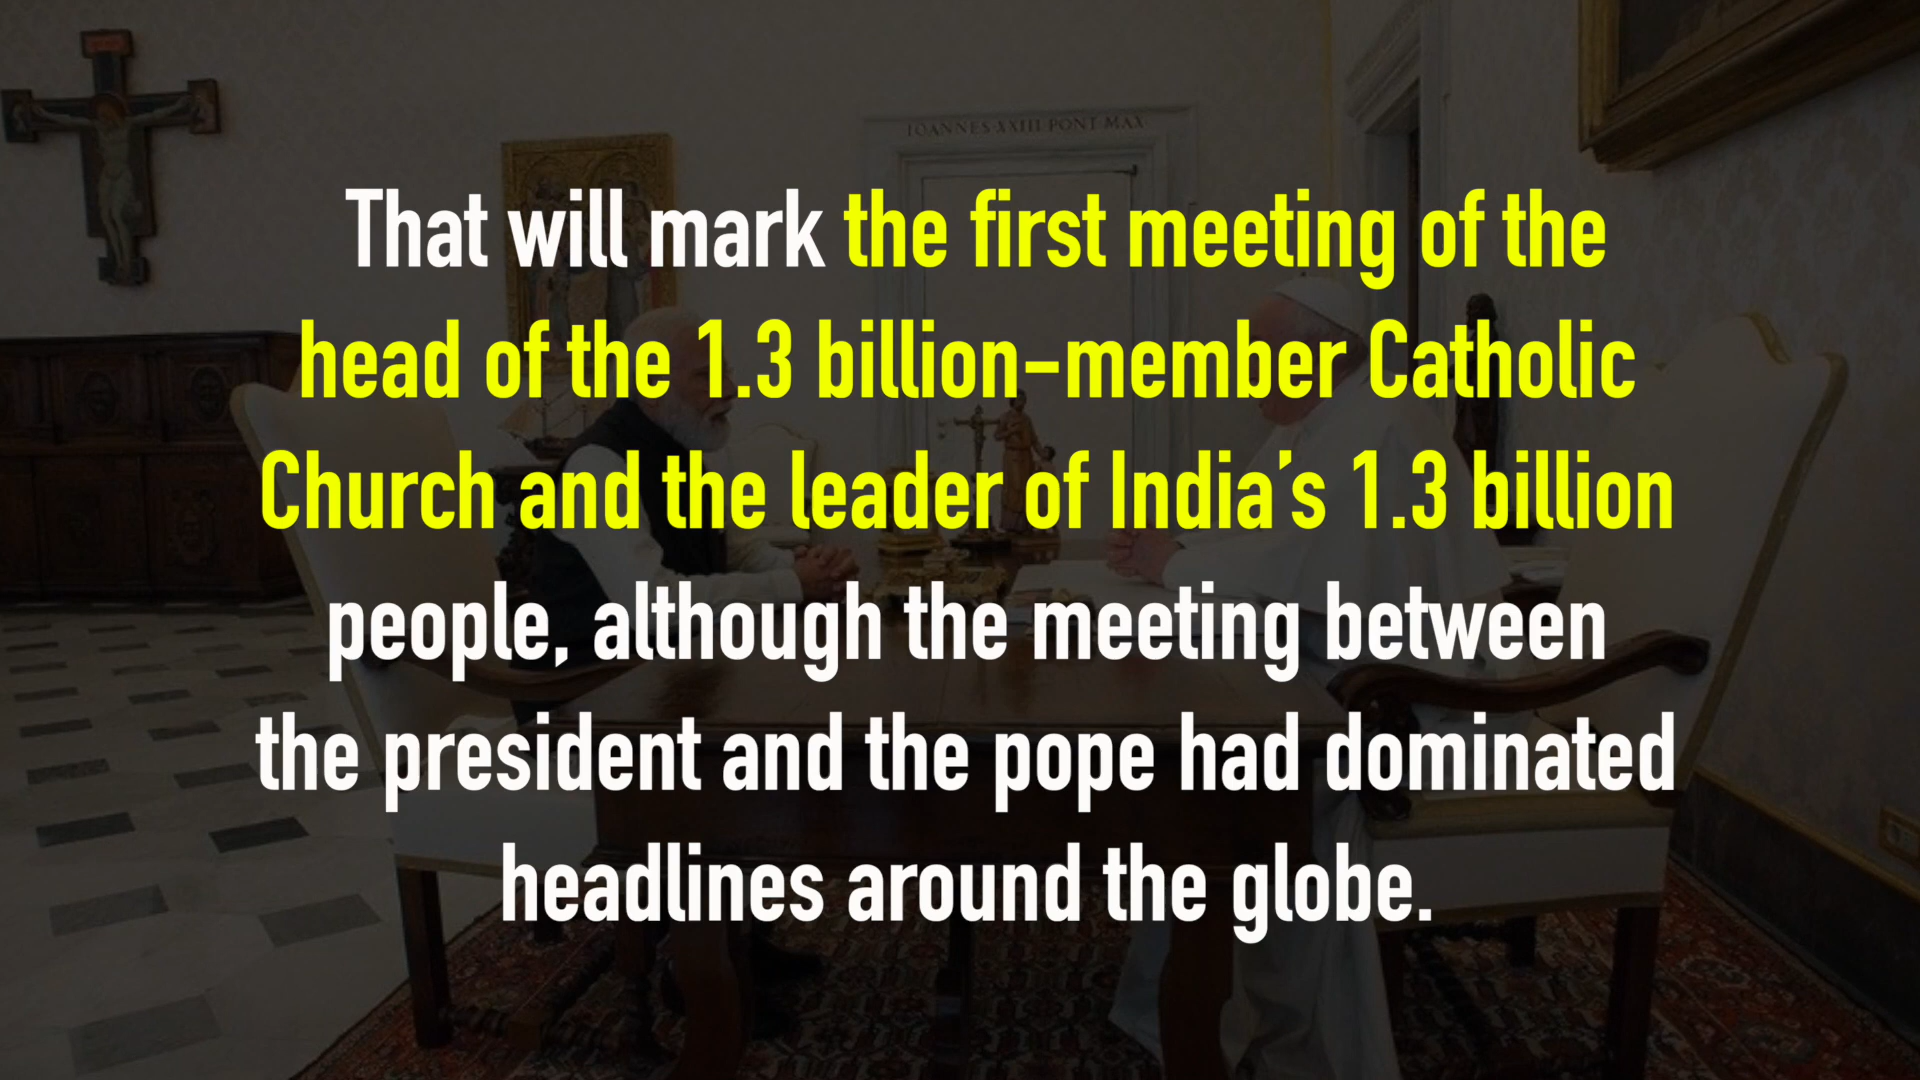 IOANNES XXIII PONT MAX
That will mark the first meeting of the
head of the 1.3 billion-member Catholic
Church and the leader of India’s 1.3 billion
people, although the meeting between
the president and the pope had dominated
headlines around the globe.